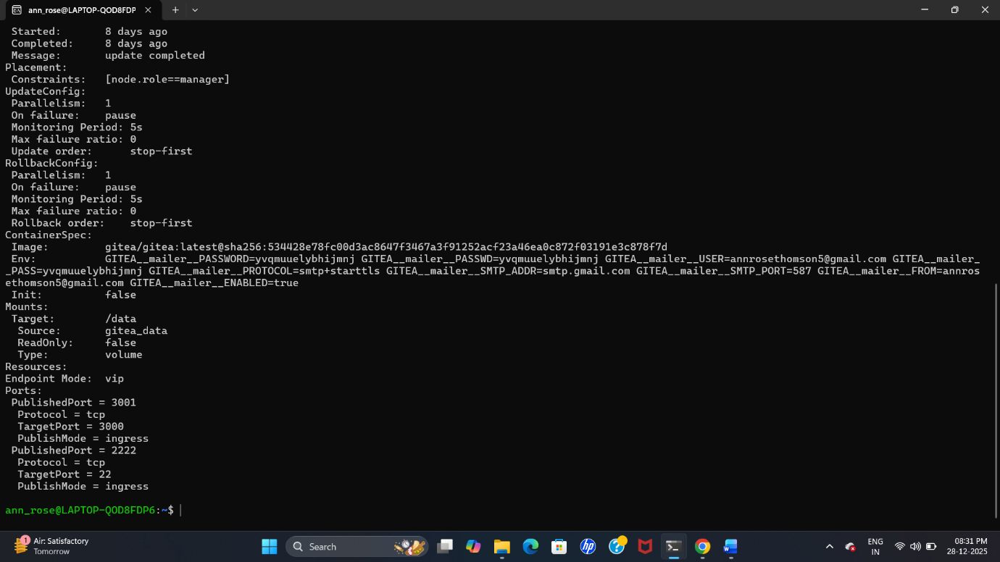 ann_rose@LAPTOP-QOD8FDP
Started: 8 days ago
Completed: 8 days ago
Message: update completed
Placement:
Constraints: [node.role==manager]
UpdateConfig:
Parallelism: 1
On failure: pause
Monitoring Period: 5s
Max failure ratio: 0
Update order: stop-first
RollbackConfig:
Parallelism: 1
On failure: pause
Monitoring Period: 5s
Max failure ratio: 0
Rollback order: stop-first
ContainerSpec:
Image: gitea/gitea:latest@sha256:534428e78fc00d3ac8647f3467a3f91252acf23a46ea0c872f03191e3c878f7d
Env: GITEA__mailer__PASSWORD=yvqmuuelybhijmnj GITEA__mailer__PASSWD=yvqmuuelybhijmnj GITEA__mailer__USER=annrosethomson5@gmail.com GITEA__mailer_
_PASS=yvqmuuelybhijmnj GITEA__mailer__PROTOCOL=smtp+starttls GITEA__mailer__SMTP_ADDR=smtp.gmail.com GITEA__mailer__SMTP_PORT=587 GITEA__mailer__FROM=annros
ethomson5@gmail.com GITEA__mailer__ENABLED=true
Init: false
Mounts:
Target: /data
Source: gitea_data
ReadOnly: false
Type: volume
Resources:
Endpoint Mode: vip
Ports:
PublishedPort = 3001
Protocol = tcp
TargetPort = 3000
PublishMode = ingress
PublishedPort = 2222
Protocol = tcp
TargetPort = 22
PublishMode = ingress
ann_rose@LAPTOP-QOD8FDP6:~$
1
Air: Satisfactory
Tomorrow
Search
hp
?
W
ENG
IN
08:31 PM
28-12-2025